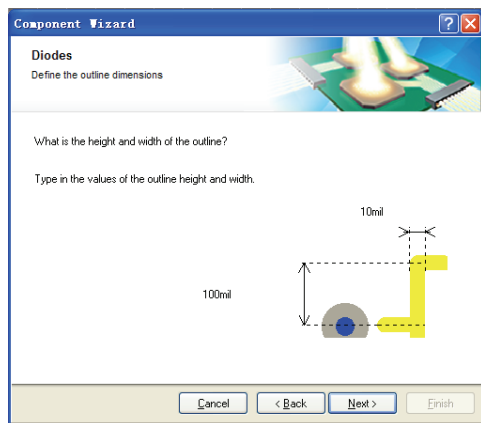 Component Wizard
Diodes
Define the outline dimensions
What is the height and width of the outline?
Type in the values of the outline height and width.
10mil
100mil
Cancel
< Back
Next >
Finish